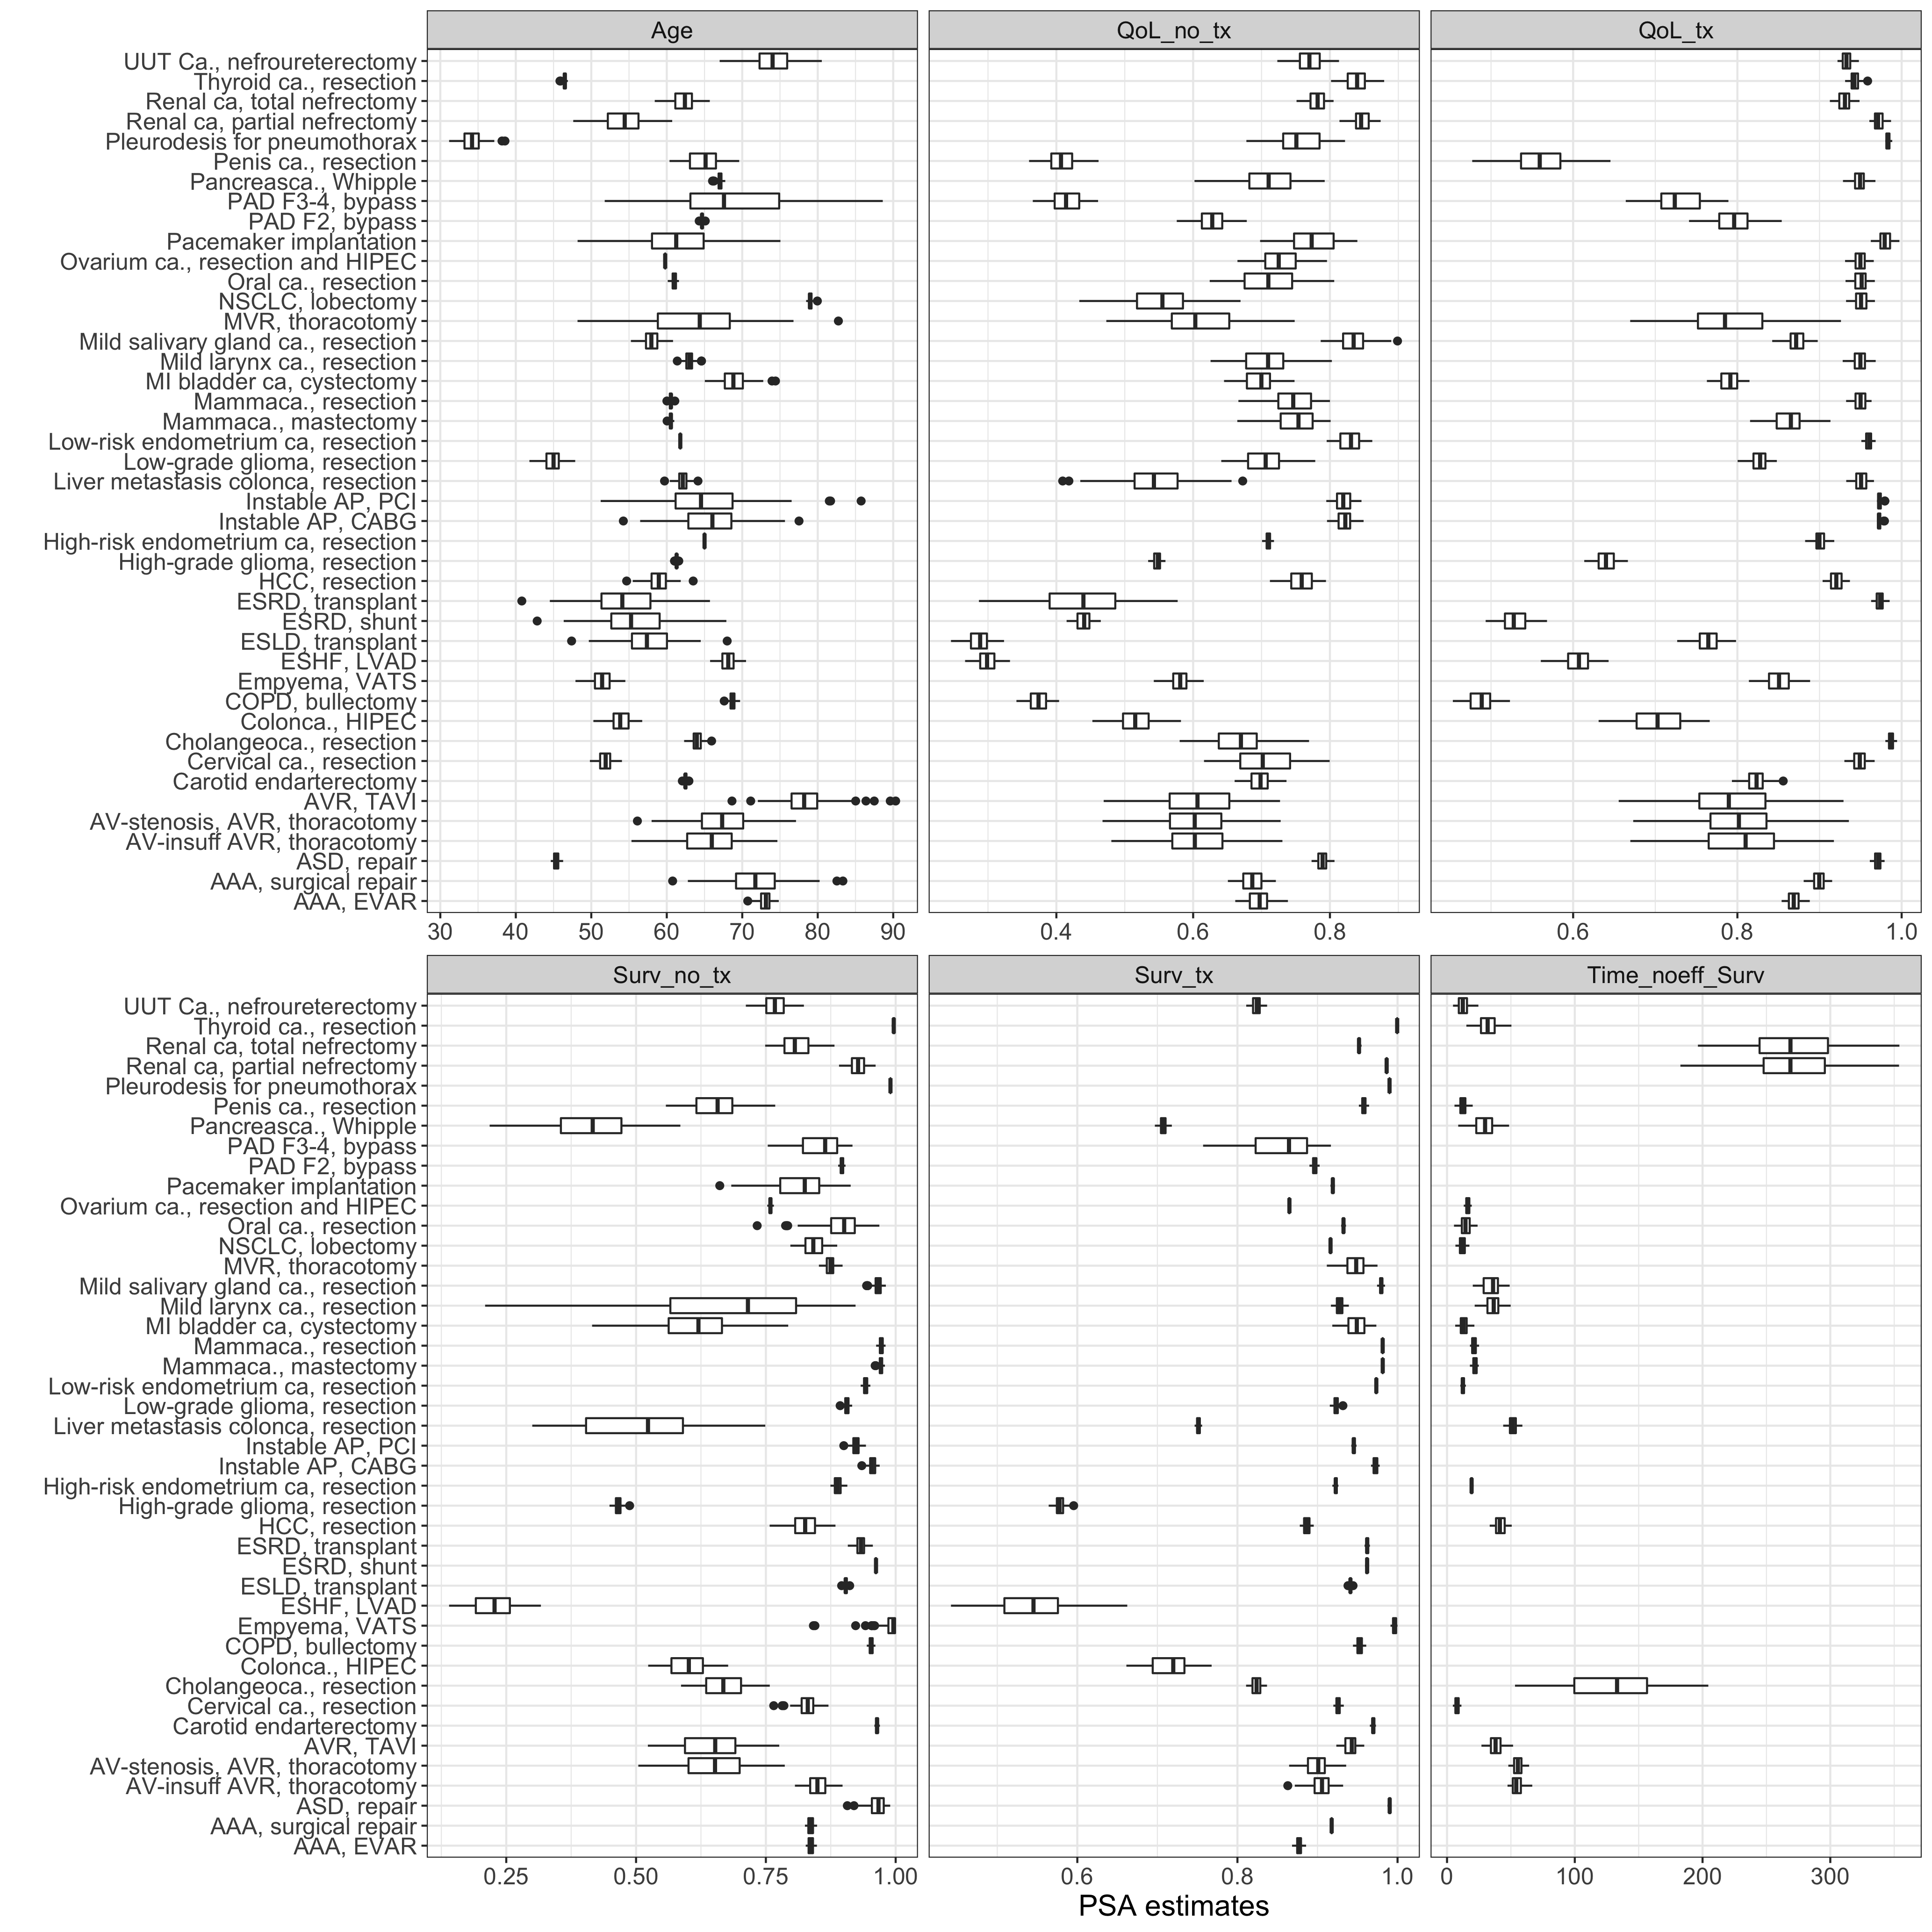 Age QoL_no_tx QoL_tx
UUT Ca., nefroureterectomy
Thyroid ca., resection
Renal ca, total nefrectomy
Renal ca, partial nefrectomy
Pleurodesis for pneumothorax
Penis ca., resection
Pancreasca., Whipple
PAD F3-4, bypass
PAD F2, bypass
Pacemaker implantation
Ovarium ca., resection and HIPEC
Oral ca., resection
NSCLC, lobectomy
MVR, thoracotomy
Mild salivary gland ca., resection
Mild larynx ca., resection
MI bladder ca, cystectomy
Mammaca., resection
Mammaca., mastectomy
Low-risk endometrium ca, resection
Low-grade glioma, resection
Liver metastasis colonca, resection
Instable AP, PCI
Instable AP, CABG
High-risk endometrium ca, resection
High-grade glioma, resection
HCC, resection
ESRD, transplant
ESRD, shunt
ESLD, transplant
ESHF, LVAD
Empyema, VATS
COPD, bullectomy
Colonca., HIPEC
Cholangeoca., resection
Cervical ca., resection
Carotid endarterectomy
AVR, TAVI
AV-stenosis, AVR, thoracotomy
AV-insuff AVR, thoracotomy
ASD, repair
AAA, surgical repair
AAA, EVAR
30 40 50 60 70 80 90 0.4 0.6 0.8 0.6 0.8 1.0
Surv_no_tx Surv_tx Time_noeff_Surv
UUT Ca., nefroureterectomy
Thyroid ca., resection
Renal ca, total nefrectomy
Renal ca, partial nefrectomy
Pleurodesis for pneumothorax
Penis ca., resection
Pancreasca., Whipple
PAD F3-4, bypass
PAD F2, bypass
Pacemaker implantation
Ovarium ca., resection and HIPEC
Oral ca., resection
NSCLC, lobectomy
MVR, thoracotomy
Mild salivary gland ca., resection
Mild larynx ca., resection
MI bladder ca, cystectomy
Mammaca., resection
Mammaca., mastectomy
Low-risk endometrium ca, resection
Low-grade glioma, resection
Liver metastasis colonca, resection
Instable AP, PCI
Instable AP, CABG
High-risk endometrium ca, resection
High-grade glioma, resection
HCC, resection
ESRD, transplant
ESRD, shunt
ESLD, transplant
ESHF, LVAD
Empyema, VATS
COPD, bullectomy
Colonca., HIPEC
Cholangeoca., resection
Cervical ca., resection
Carotid endarterectomy
AVR, TAVI
AV-stenosis, AVR, thoracotomy
AV-insuff AVR, thoracotomy
ASD, repair
AAA, surgical repair
AAA, EVAR
0.25 0.50 0.75 1.00 0.6 0.8 1.0 0 100 200 300
PSA estimates